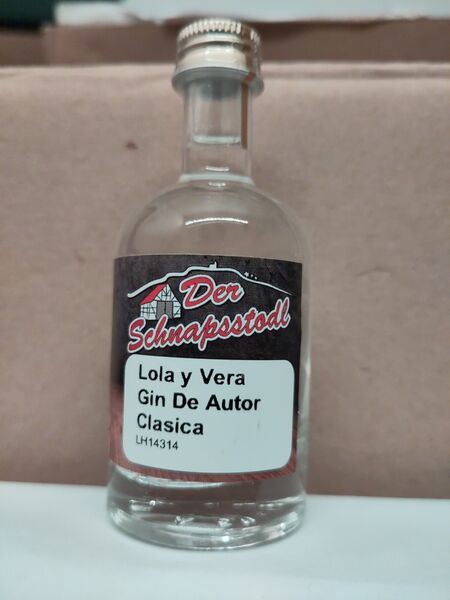 Der
Schnapsstodl
Lola y Vera
Gin De Autor
Clasica
LH14314